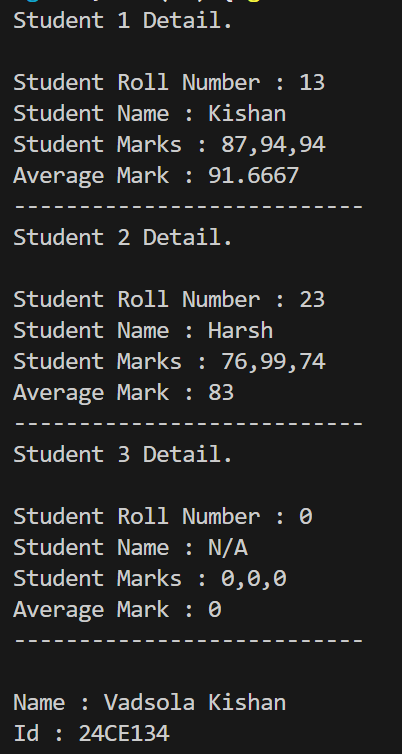 Student 1 Detail.
Student Roll Number : 13
Student Name : Kishan
Student Marks : 87,94,94
Average Mark : 91.6667
---------------------------
Student 2 Detail.
Student Roll Number : 23
Student Name : Harsh
Student Marks : 76,99,74
Average Mark : 83
---------------------------
Student 3 Detail.
Student Roll Number : 0
Student Name : N/A
Student Marks : 0,0,0
Average Mark : 0
---------------------------
Name : Vadsola Kishan
Id : 24CE134